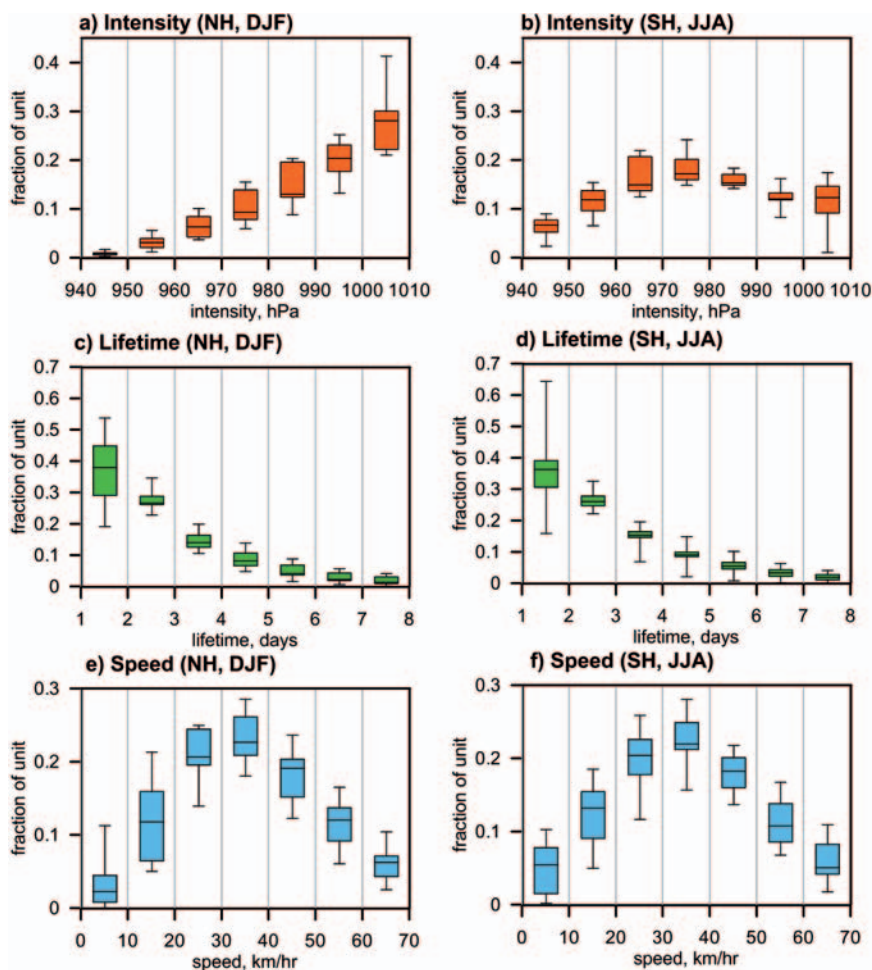 a) Intensity (NH, DJF)
fraction of unit
0.4
0.3
0.2
0.1
0
940 950 960 970 980 990 1000 1010
intensity, hPa
b) Intensity (SH, JJA)
fraction of unit
0.4
0.3
0.2
0.1
0
940 950 960 970 980 990 1000 1010
intensity, hPa
c) Lifetime (NH, DJF)
fraction of unit
0.7
0.6
0.5
0.4
0.3
0.2
0.1
0
1 2 3 4 5 6 7 8
lifetime, days
d) Lifetime (SH, JJA)
fraction of unit
0.7
0.6
0.5
0.4
0.3
0.2
0.1
0
1 2 3 4 5 6 7 8
lifetime, days
e) Speed (NH, DJF)
fraction of unit
0.3
0.2
0.1
0
0 10 20 30 40 50 60 70
speed, km/hr
f) Speed (SH, JJA)
fraction of unit
0.3
0.2
0.1
0
0 10 20 30 40 50 60 70
speed, km/hr